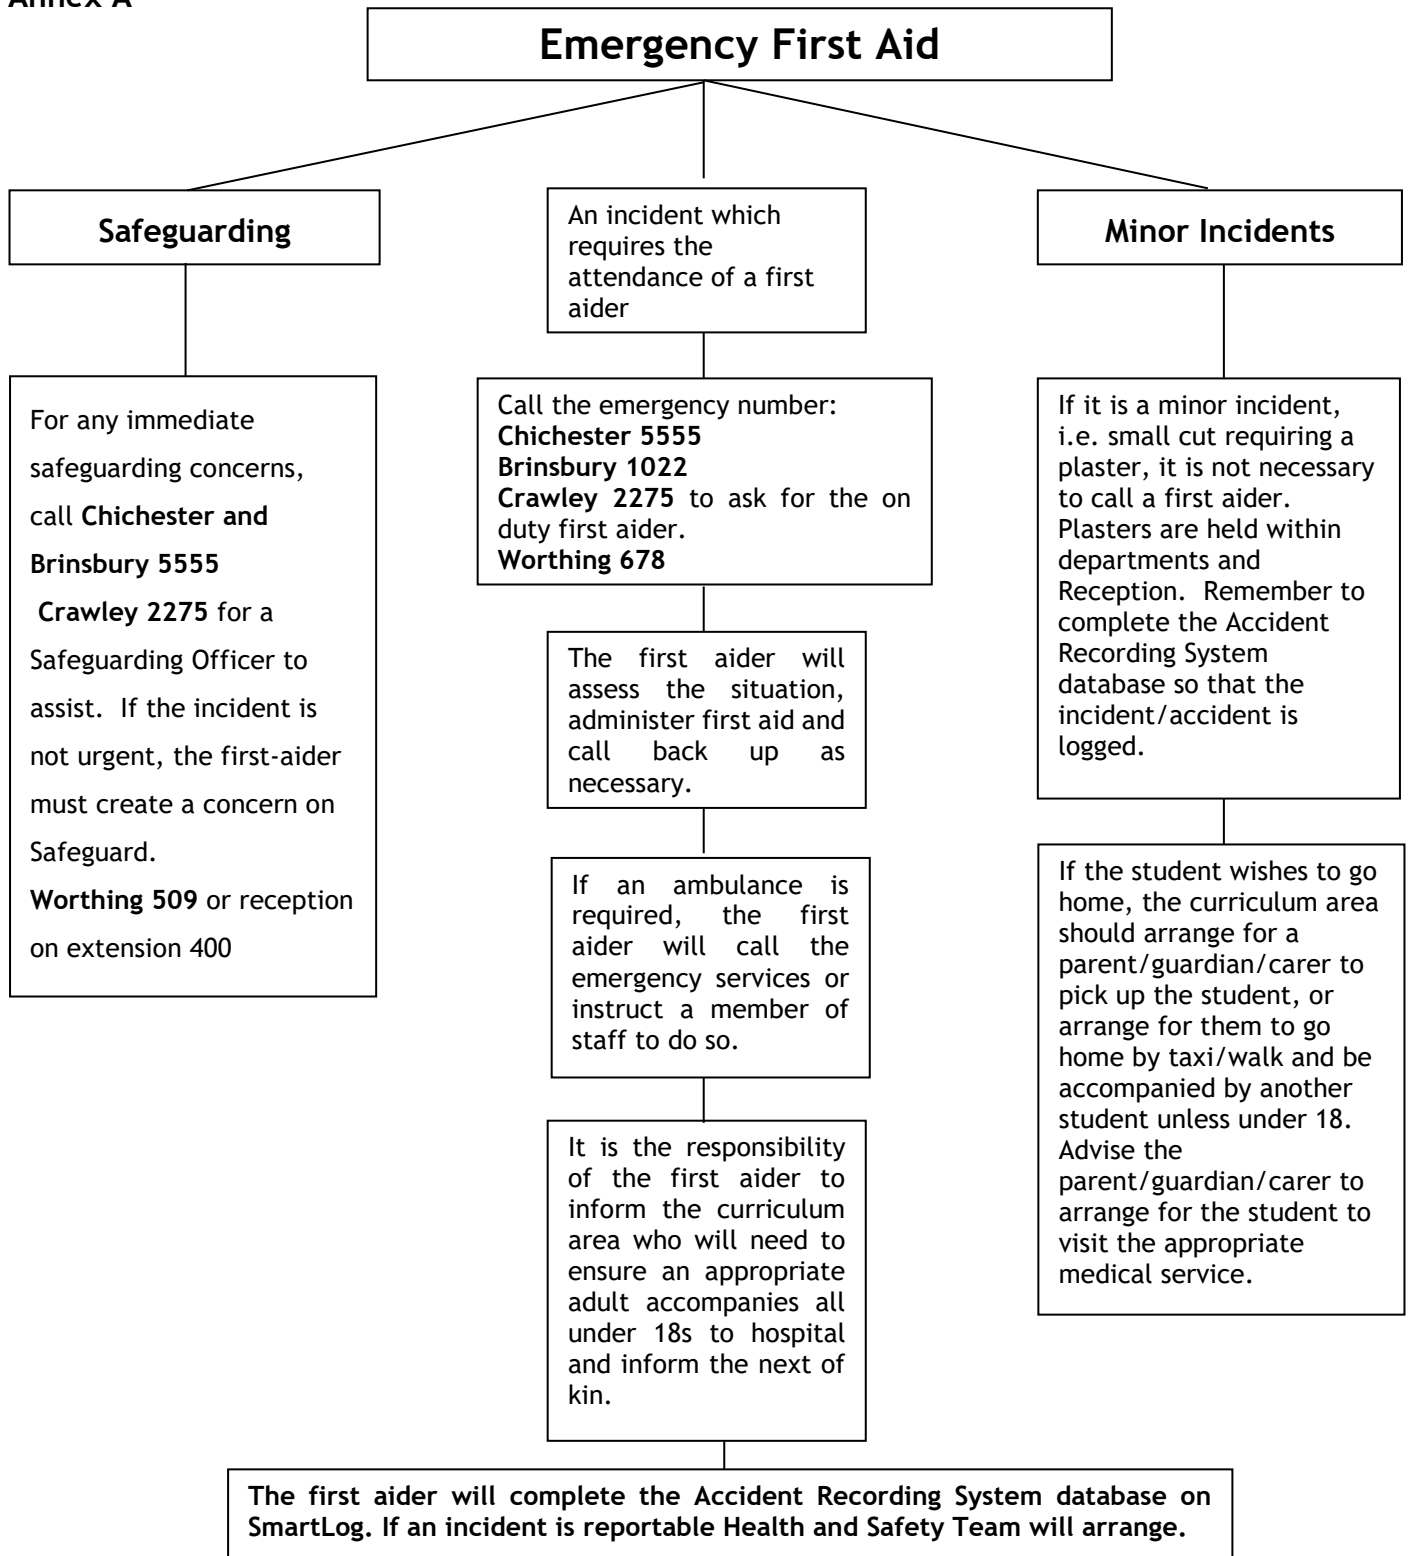 Annex A
Emergency First Aid
Safeguarding
For any immediate
safeguarding concerns,
call Chichester and
Brinsbury 5555
Crawley 2275 for a
Safeguarding Officer to
assist. If the incident is
not urgent, the first-aider
must create a concern on
Safeguard.
Worthing 509 or reception
on extension 400
An incident which
requires the
attendance of a first
aider
Call the emergency number:
Chichester 5555
Brinsbury 1022
Crawley 2275 to ask for the on
duty first aider.
Worthing 678
The first aider will
assess the situation,
administer first aid and
call back up as
necessary.
If an ambulance is
required, the first
aider will call the
emergency services or
instruct a member of
staff to do so.
It is the responsibility
of the first aider to
inform the curriculum
area who will need to
ensure an appropriate
adult accompanies all
under 18s to hospital
and inform the next of
kin.
Minor Incidents
If it is a minor incident,
i.e. small cut requiring a
plaster, it is not necessary
to call a first aider.
Plasters are held within
departments and
Reception. Remember to
complete the Accident
Recording System
database so that the
incident/accident is
logged.
If the student wishes to go
home, the curriculum area
should arrange for a
parent/guardian/carer to
pick up the student, or
arrange for them to go
home by taxi/walk and be
accompanied by another
student unless under 18.
Advise the
parent/guardian/carer to
arrange for the student to
visit the appropriate
medical service.
The first aider will complete the Accident Recording System database on
SmartLog. If an incident is reportable Health and Safety Team will arrange.